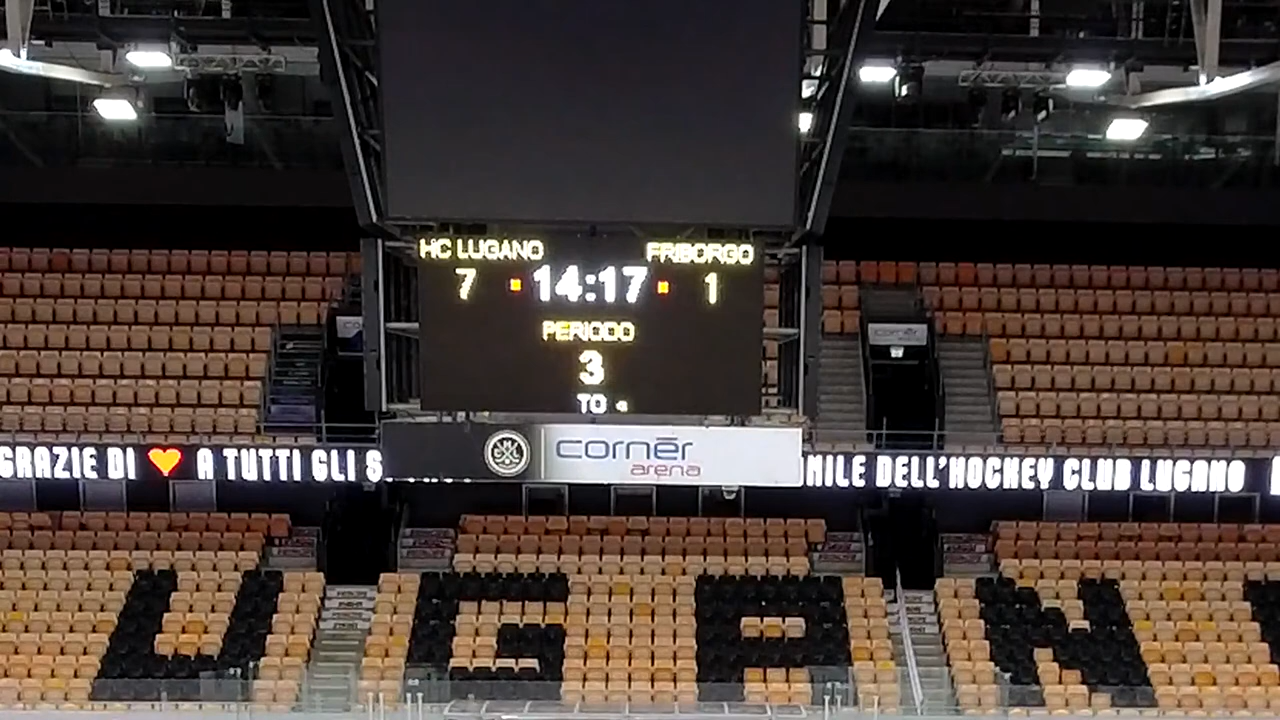 HC LUGANO FRIBORGO
7 14:17 1
PERIODO
3
TO
cornèr
arena
GRAZIE DI ❤ A TUTTI GLI S
MILE DELL'HOCKEY CLUB LUGANO
UGAN